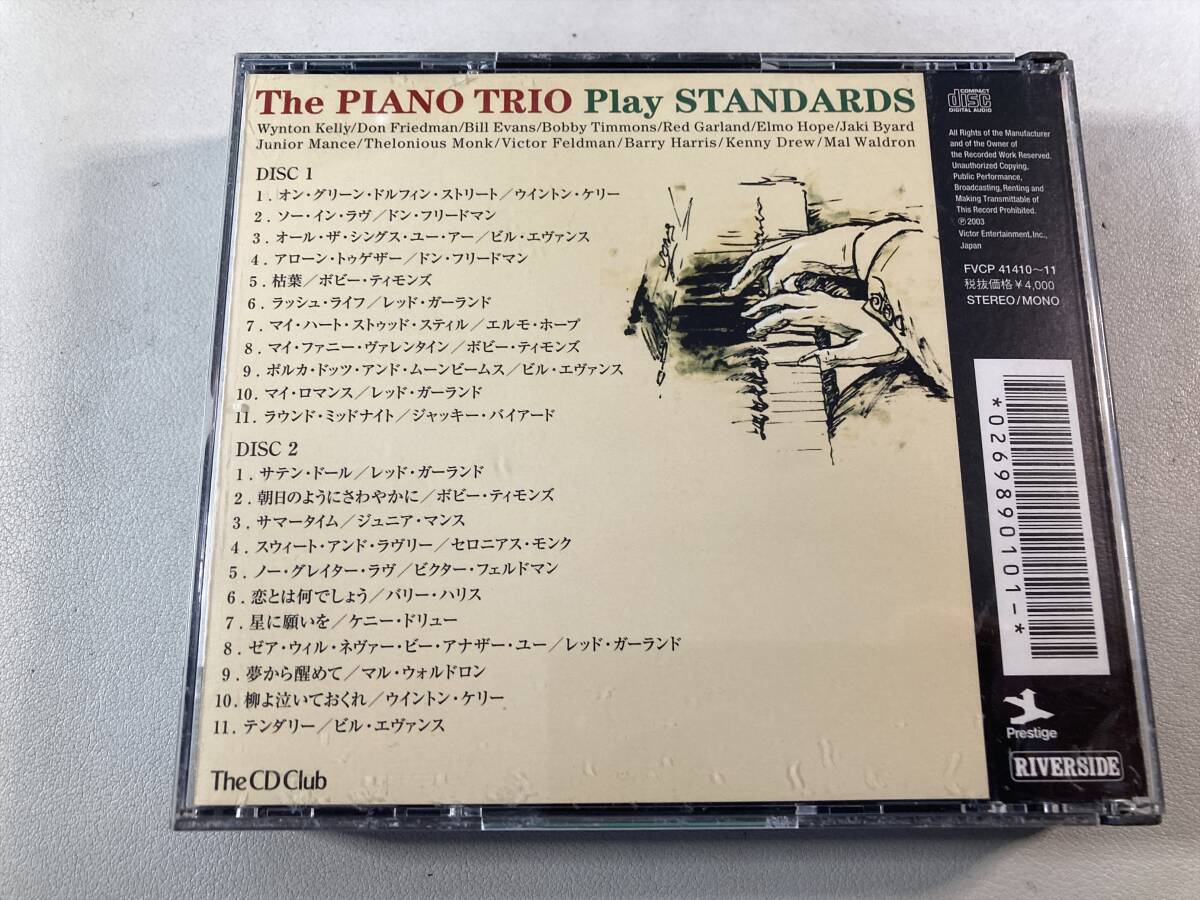 The PIANO TRIO Play STANDARDS
Wynton Kelly/Don Friedman/Bill Evans/Bobby Timmons/Red Garland/Elmo Hope/Jaki Byard
Junior Mance/Thelonious Monk/Victor Feldman/Barry Harris/Kenny Drew/Mal Waldron
DISC 1
1．オン・グリーン・ドルフィン・ストリート／ウイントン・ケリー
2．ソー・イン・ラヴ／ドン・フリードマン
3．オール・ザ・シングス・ユー・アー／ビル・エヴァンス
4．アローン・トゥゲザー／ドン・フリードマン
5．枯葉／ボビー・ティモンズ
6．ラッシュ・ライフ／レッド・ガーランド
7．マイ・ハート・ストゥッド・スティル／エルモ・ホープ
8．マイ・ファニー・ヴァレンタイン／ボビー・ティモンズ
9．ポルカ・ドッツ・アンド・ムーンビームス／ビル・エヴァンス
10．マイ・ロマンス／レッド・ガーランド
11．ラウンド・ミッドナイト／ジャッキー・バイアード
DISC 2
1．サテン・ドール／レッド・ガーランド
2．朝日のようにさわやかに／ボビー・ティモンズ
3．サマータイム／ジュニア・マンス
4．スウィート・アンド・ラヴリー／セロニアス・モンク
5．ノー・グレイター・ラヴ／ビクター・フェルドマン
6．恋とは何でしょう／バリー・ハリス
7．星に願いを／ケニー・ドリュー
8．ゼア・ウィル・ネヴァー・ビー・アナザー・ユー／レッド・ガーランド
9．夢から醒めて／マル・ウォルドロン
10．柳よ泣いておくれ／ウイントン・ケリー
11．テンダリー／ビル・エヴァンス
The CD Club
COMPACT
disc
DIGITAL AUDIO
All Rights of the Manufacturer
and of the Owner of
the Recorded Work Reserved.
Unauthorized Copying,
Public Performance,
Broadcasting, Renting and
Making Transmittable of
This Record Prohibited.
℗2003
Victor Entertainment, Inc.,
Japan
FVCP 41410〜11
税抜価格￥4,000
STEREO/MONO
*0269890101-*
Prestige
RIVERSIDE